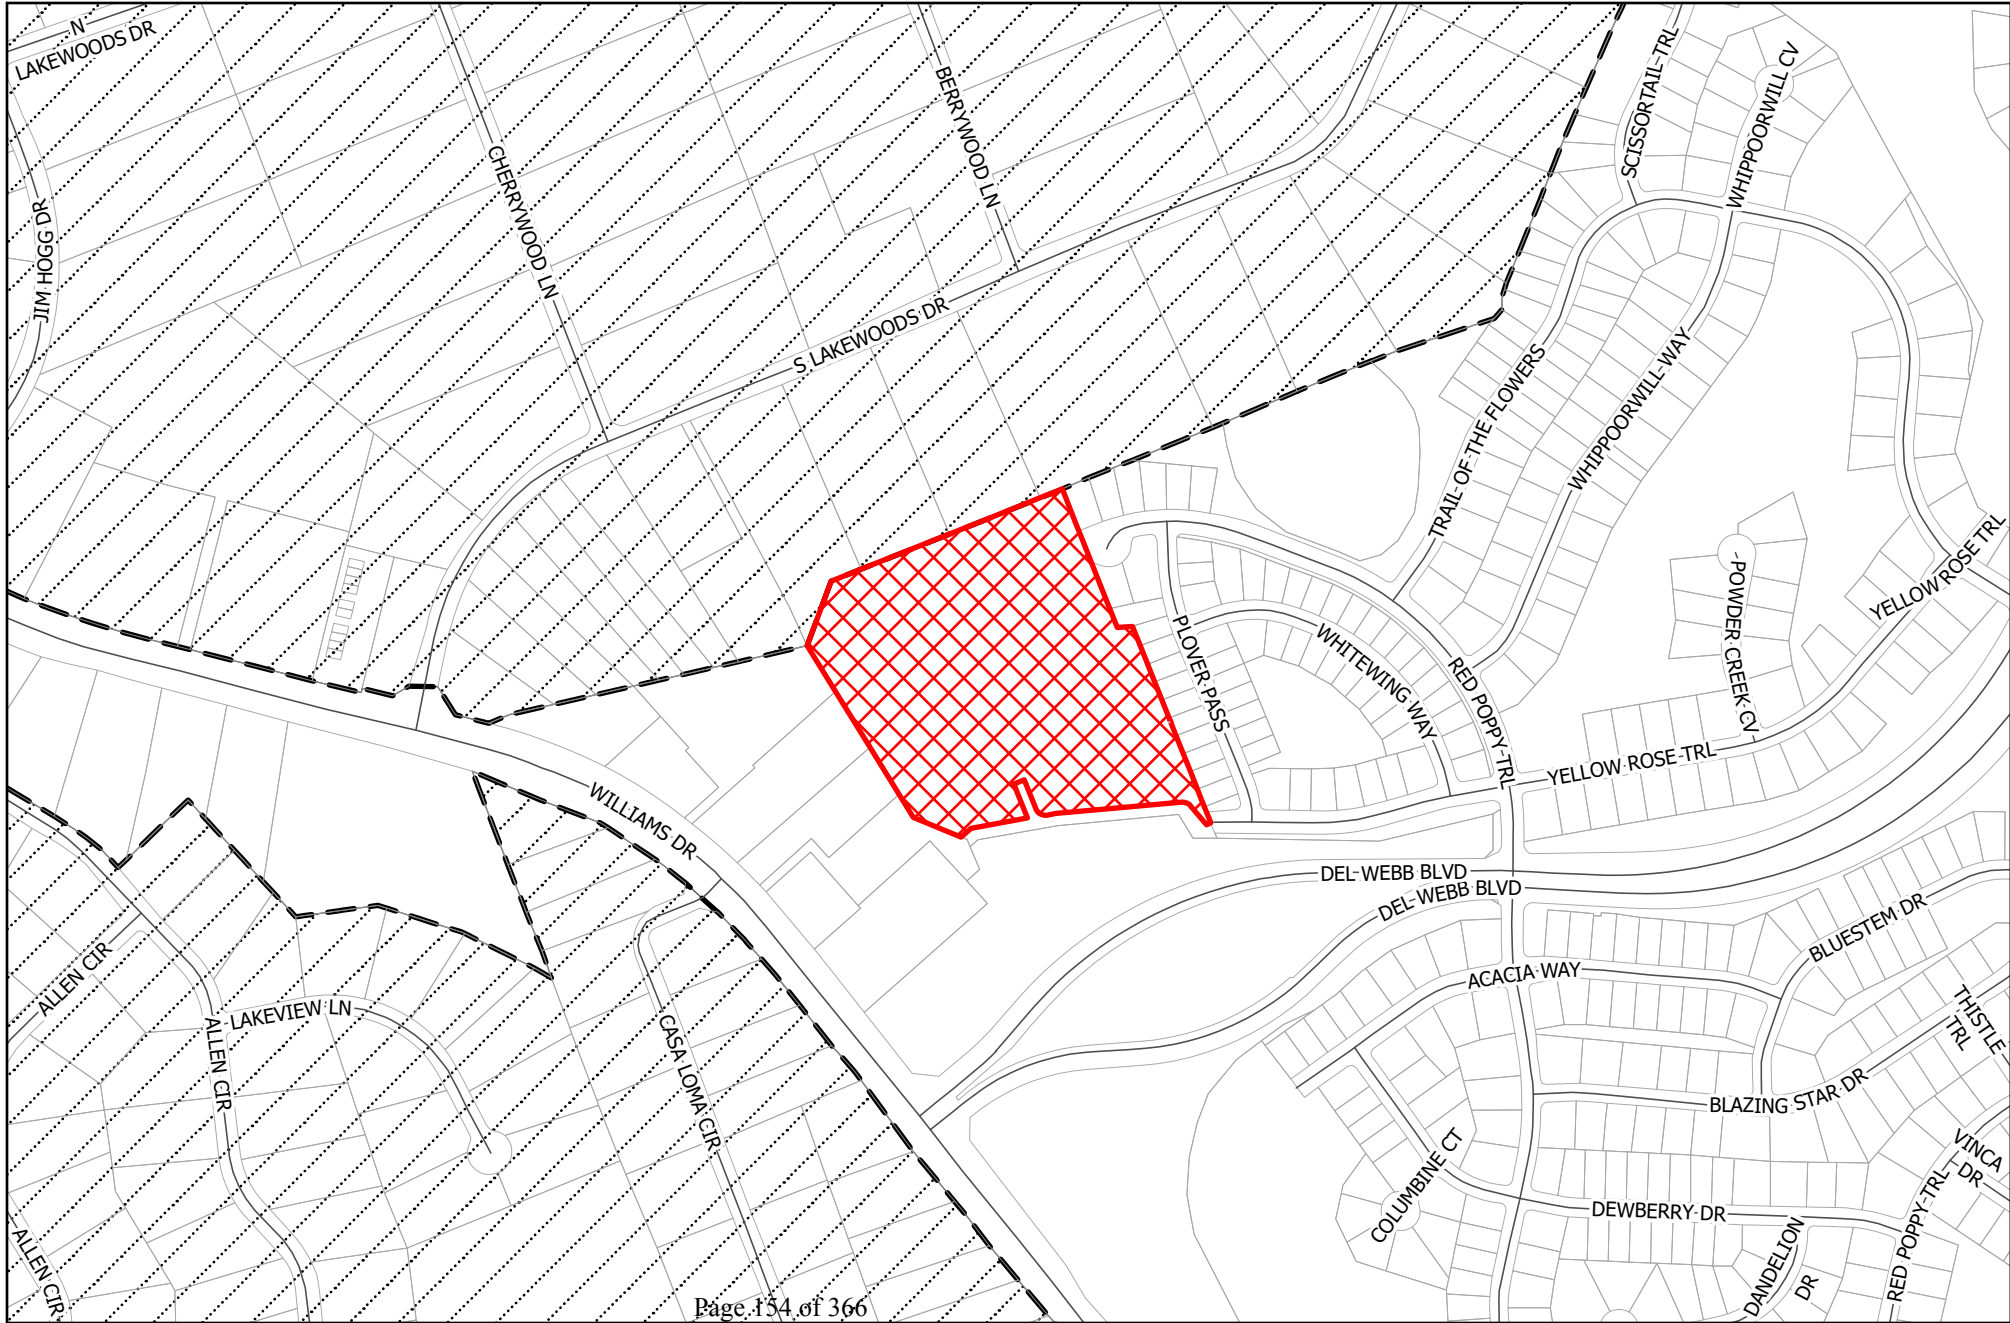 N
LAKEWOODS DR
JIM HOGG DR
CHERRYWOOD LN
BERRYWOOD LN
S LAKEWOODS DR
SCISSORTAIL TRL
WHIPPOORWILL CV
TRAIL OF THE FLOWERS
WHIPPOORWILL WAY
POWDER CREEK CV
YELLOW ROSE TRL
PLOVER PASS
WHITEWING WAY
RED POPPY TRL
YELLOW ROSE TRL
WILLIAMS DR
DEL WEBB BLVD
DEL WEBB BLVD
BLUESTEM DR
ACACIA WAY
THISTLE
TRL
ALLEN CIR
LAKEVIEW LN
ALLEN CIR
CASA LOMA CIR
BLAZING STAR DR
COLUMBINE CT
VINCA
DR
DEWBERRY DR
RED POPPY TRL
DANDELION
DR
ALLEN CIR
Page 154 of 366